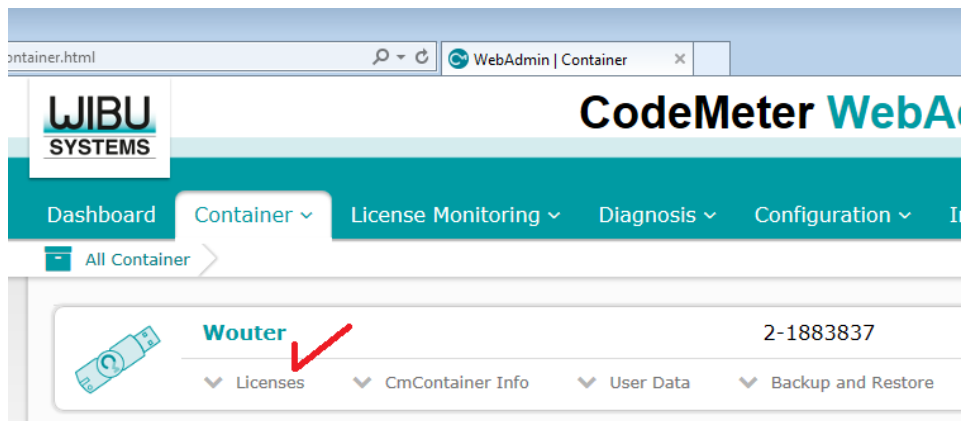 ontainer.html
WebAdmin | Container
WIBU
SYSTEMS
CodeMeter WebAd
Dashboard Container License Monitoring Diagnosis Configuration
All Container
Wouter 2-1883837
Licenses CmContainer Info User Data Backup and Restore